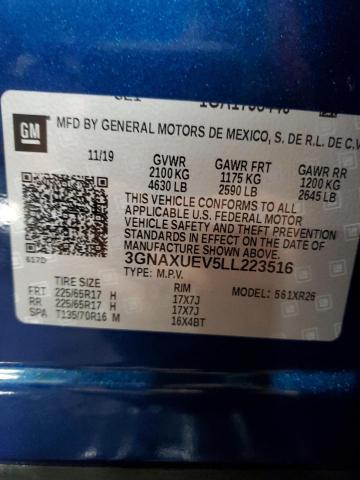 GM
MFD BY GENERAL MOTORS DE MEXICO, S. DE R.L. DE C.V.
11/19 GVWR GAWR FRT GAWR RR
2100 KG 1175 KG 1200 KG
4630 LB 2590 LB 2645 LB
THIS VEHICLE CONFORMS TO ALL APPLICABLE
U.S. FEDERAL MOTOR
VEHICLE SAFETY AND THEFT
PREVENTION STANDARDS IN EFFECT ON THE DATE OF
MANUFACTURE SHOWN ABOVE.
617D 3GNAXUEV5LL223516
TYPE: M.P.V.
TIRE SIZE RIM MODEL: 561XR26
FRT 225/65R17 H 17X7J
RR 225/65R17 H 17X7J
SPA T135/70R16 M 16X4BT